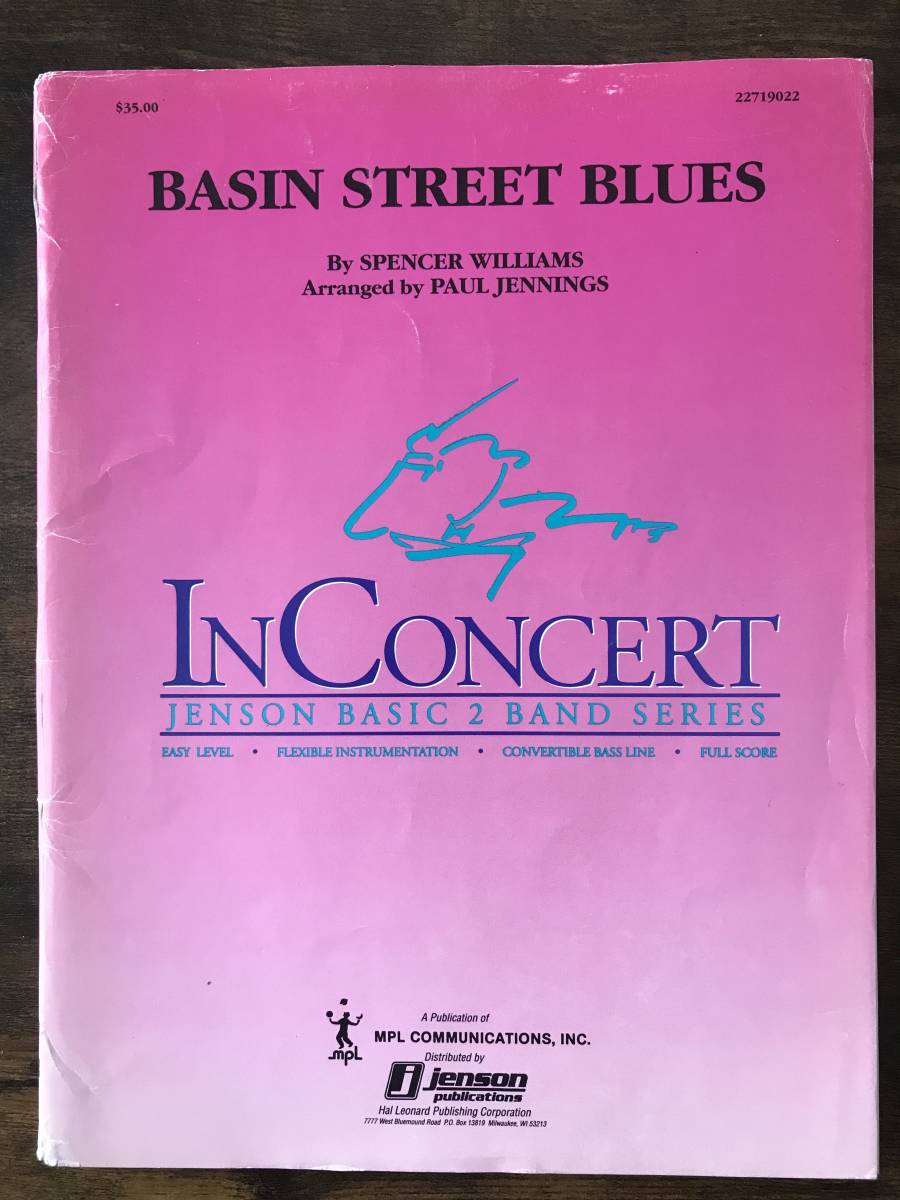 $35.00
22719022
BASIN STREET BLUES
By SPENCER WILLIAMS
Arranged by PAUL JENNINGS
INCONCERT
JENSON BASIC 2 BAND SERIES
EASY LEVEL • FLEXIBLE INSTRUMENTATION • CONVERTIBLE BASS LINE • FULL SCORE
A Publication of
mpl
MPL COMMUNICATIONS, INC.
Distributed by
j jenson
publications
Hal Leonard Publishing Corporation
7777 West Bluemound Road P.O. Box 13819 Milwaukee, WI 53213